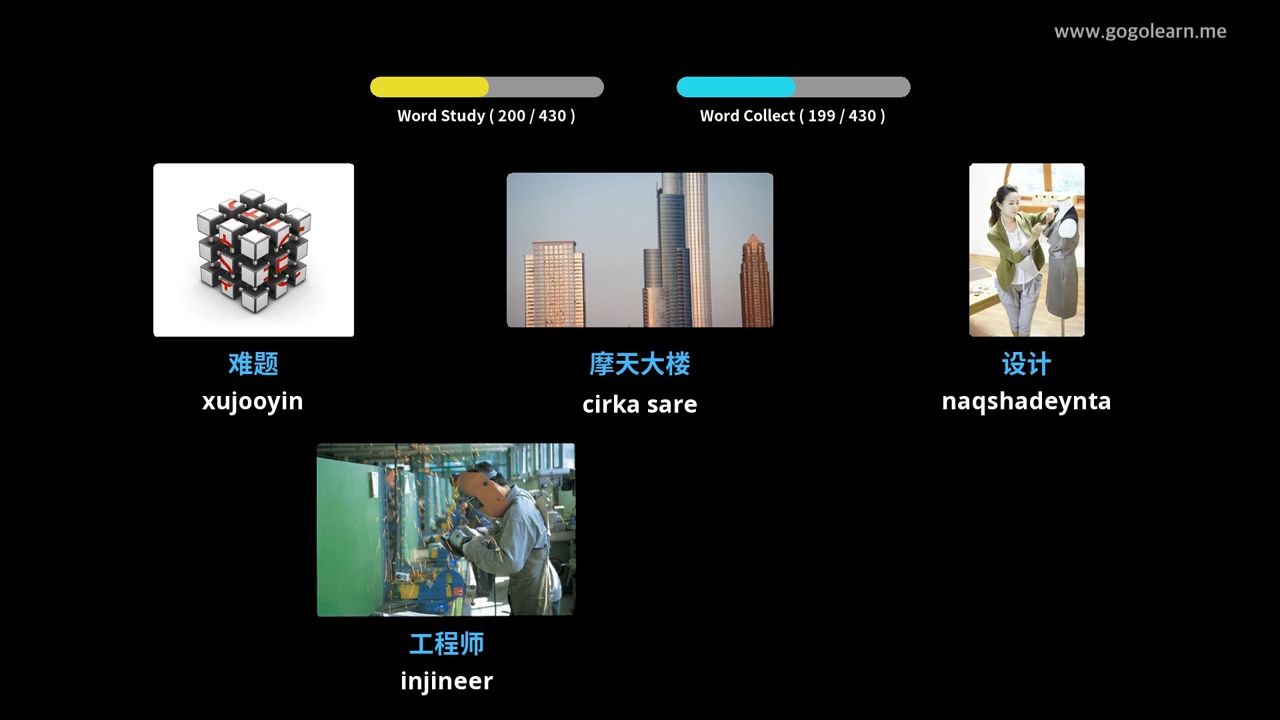 www.gogolearn.me
Word Study ( 200 / 430 )
Word Collect ( 199 / 430 )
难题
xujooyin
摩天大楼
cirka sare
设计
naqshadeynta
工程师
injineer